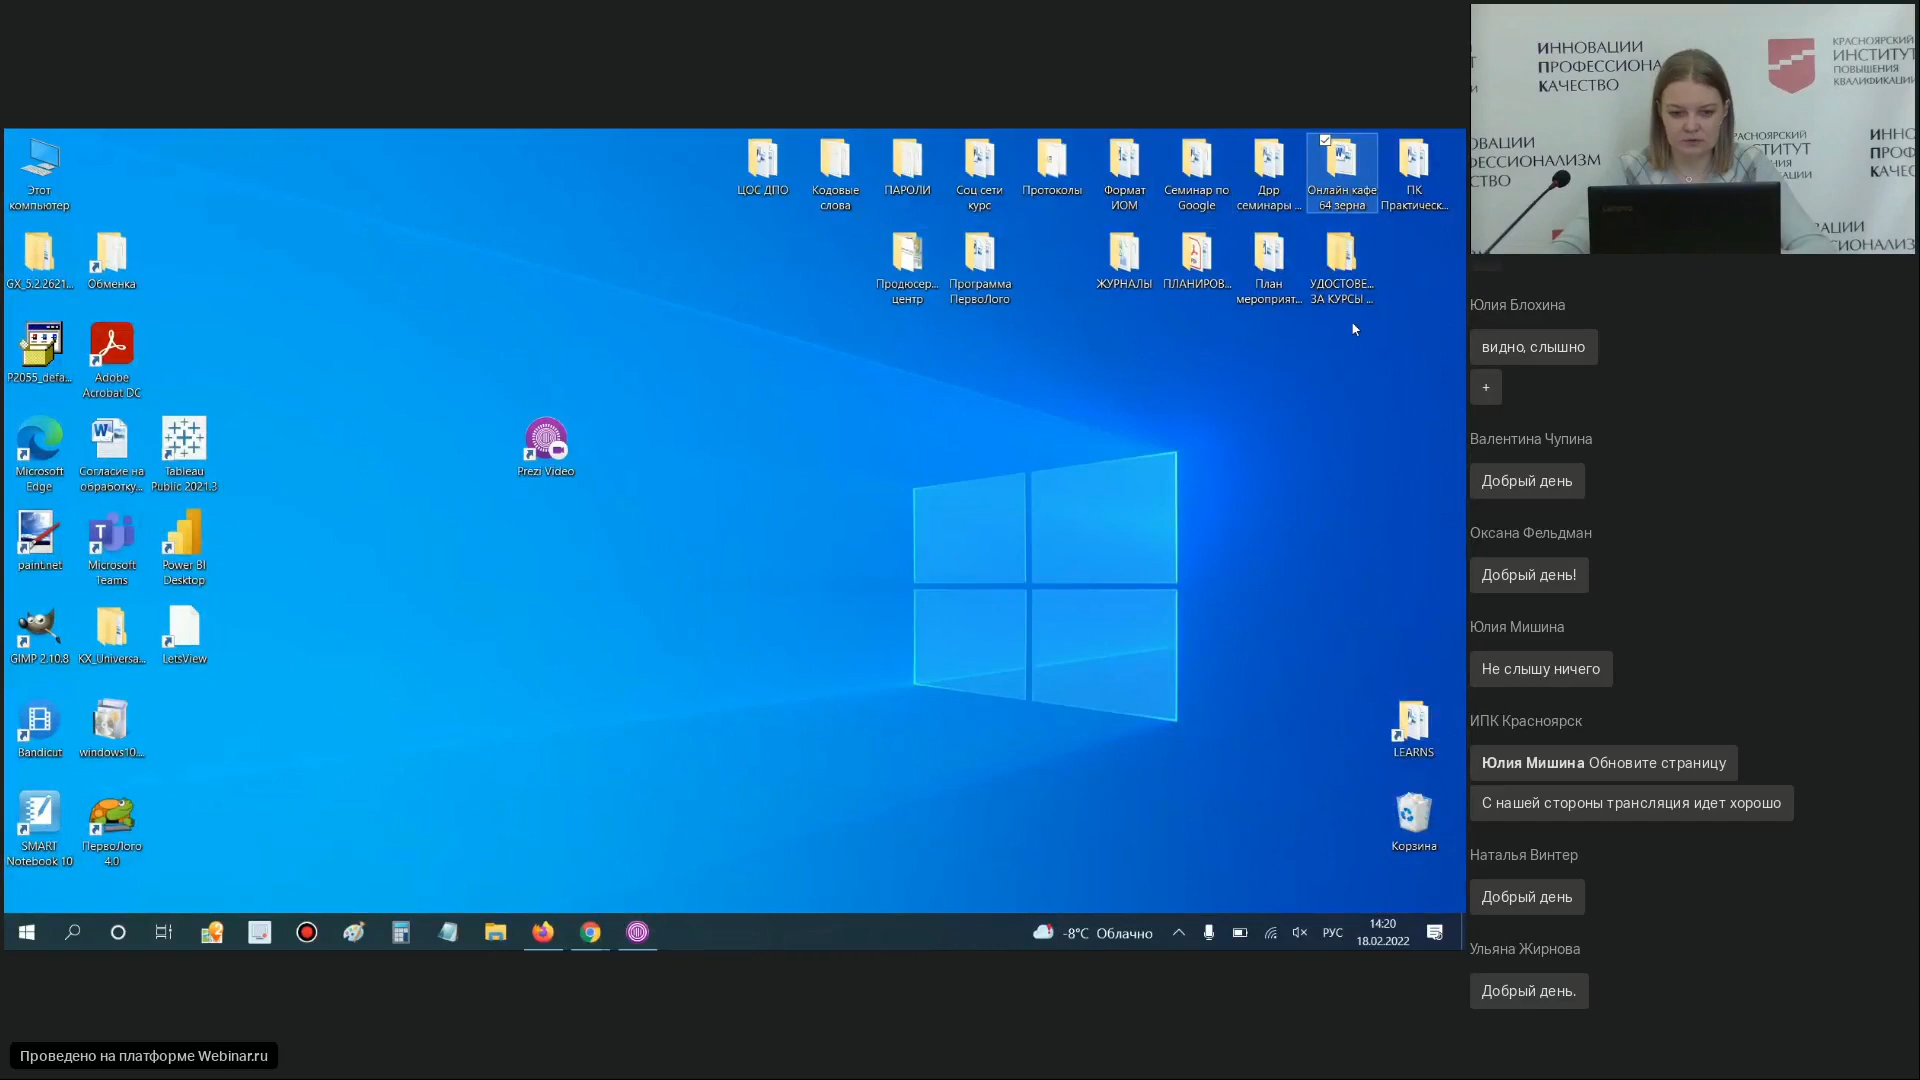 Этот
компьютер
GX_5.2.2621...
Обменка
P2055_defa...
Adobe
Acrobat DC
Microsoft
Edge
Согласие на
обработку...
Tableau
Public 2021.3
paint.net
Microsoft
Teams
Power BI
Desktop
GIMP 2.10.8
KX_Universa...
LetsView
Bandicut
windows10....
SMART
Notebook 10
ПервоЛого
4.0
Prezi Video
ЦОС ДПО
Кодовые
слова
ПАРОЛИ
Соц сети
курс
Протоколы
Формат
ИОМ
Семинар по
Google
Дрр
семинары ...
Онлайн кафе
64 зерна
ПК
Практическ...
Продюсер...
центр
Программа
ПервоЛого
ЖУРНАЛЫ
ПЛАНИРОВ...
План
мероприят...
УДОСТОВЕ...
ЗА КУРСЫ ...
LEARNS
Корзина
-8°C Облачно
РУС
14:20
18.02.2022
ИННОВАЦИИ
ПРОФЕССИОНА
КАЧЕСТВО
КРАСНОЯРСКИЙ
ИНСТИТУТ
ПОВЫШЕНИЯ
КВАЛИФИКАЦИИ
Юлия Блохина
видно, слышно
+
Валентина Чупина
Добрый день
Оксана Фельдман
Добрый день!
Юлия Мишина
Не слышу ничего
ИПК Красноярск
Юлия Мишина Обновите страницу
С нашей стороны трансляция идет хорошо
Наталья Винтер
Добрый день
Ульяна Жирнова
Добрый день.
Проведено на платформе Webinar.ru